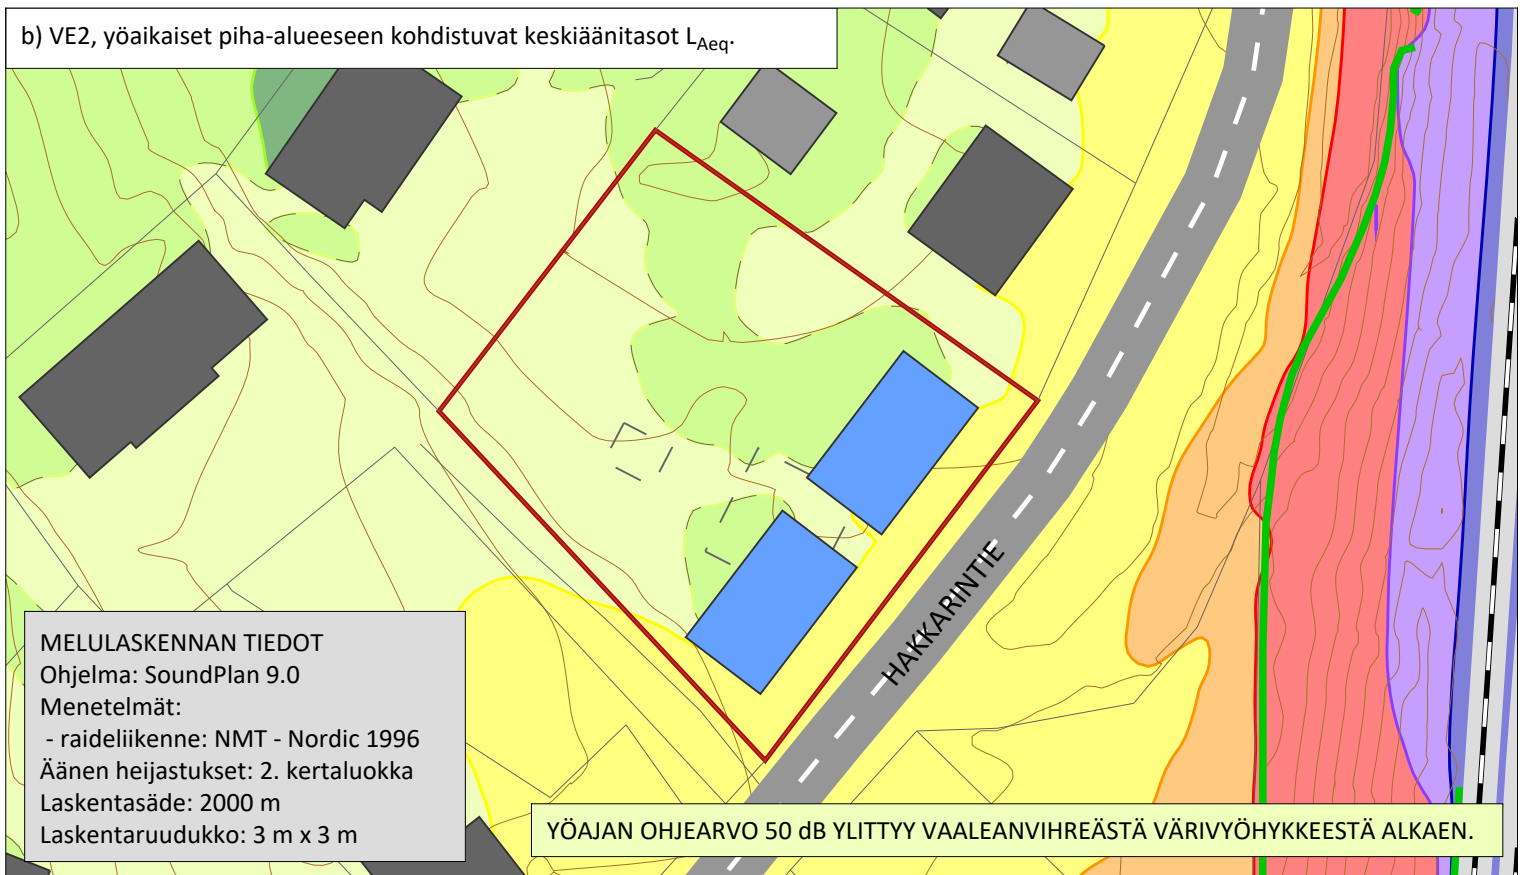 b) VE2, yöaikaiset piha-alueeseen kohdistuvat keskiäänitasot LAeq.
HAKKARINTIE
MELULASKENNAN TIEDOT
Ohjelma: SoundPlan 9.0
Menetelmät:
- raideliikenne: NMT - Nordic 1996
Äänen heijastukset: 2. kertaluokka
Laskentasäde: 2000 m
Laskentaruudukko: 3 m x 3 m
YÖAJAN OHJEARVO 50 dB YLITTYY VAALEANVIHREÄSTÄ VÄRIVYÖHYKKEESTÄ ALKAEN.